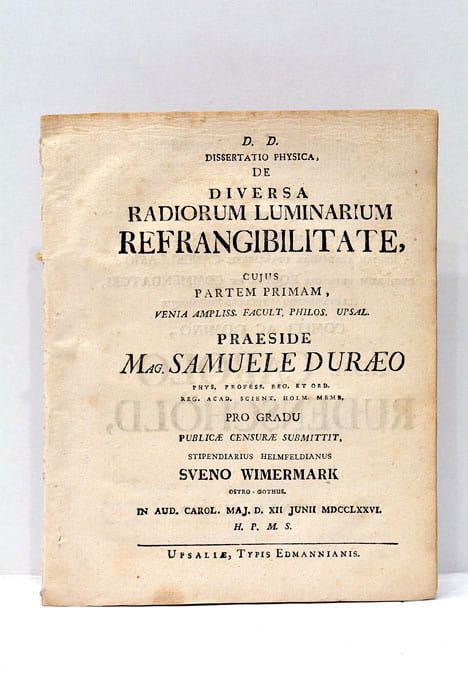 D. D.
DISSERTATIO PHYSICA,
DE
DIVERSA
RADIORUM LUMINARIUM
REFRANGIBILITATE,
CUJUS
PARTEM PRIMAM,
VENIA AMPLISS. FACULT. PHILOS. UPSAL.
PRAESIDE
MAG. SAMUELE DURÆO
PHYS. PROFESS. REG. ET ORD.
REG. ACAD. SCIENT. HOLM. MEMB.
PRO GRADU
PUBLICÆ CENSURÆ SUBMITTIT,
STIPENDIARIUS HELMFELDIANUS
SVENO WIMERMARK
OSTRO-GOTHUS.
IN AUD. CAROL. MAJ. D. XII JUNII MDCCLXXVI.
H. P. M. S.
UPSALIÆ, TYPIS EDMANNIANIS.